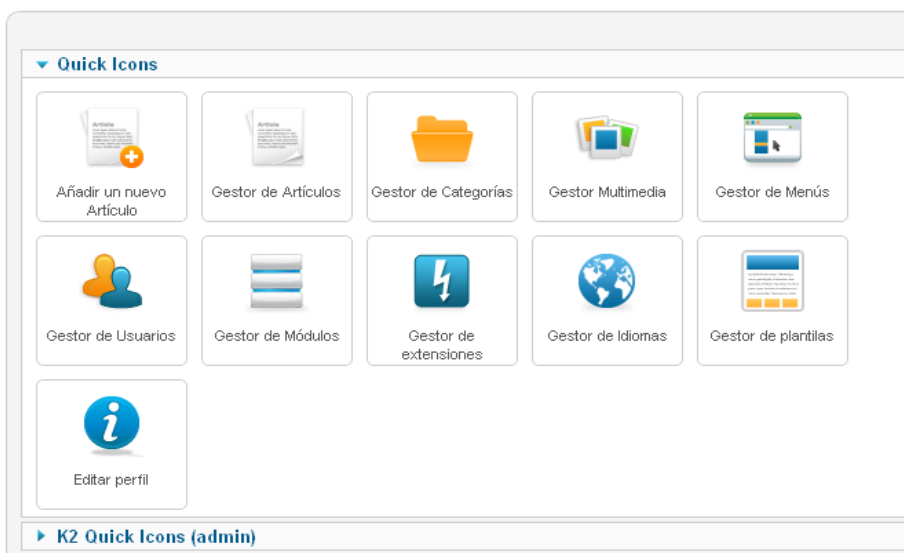 Quick Icons
Article
Article
Añadir un nuevo
Artículo
Gestor de Artículos
Gestor de Categorías
Gestor Multimedia
Gestor de Menús
Gestor de Usuarios
Gestor de Módulos
Gestor de
extensiones
Gestor de Idiomas
Gestor de plantilas
i
Editar perfil
K2 Quick Icons (admin)